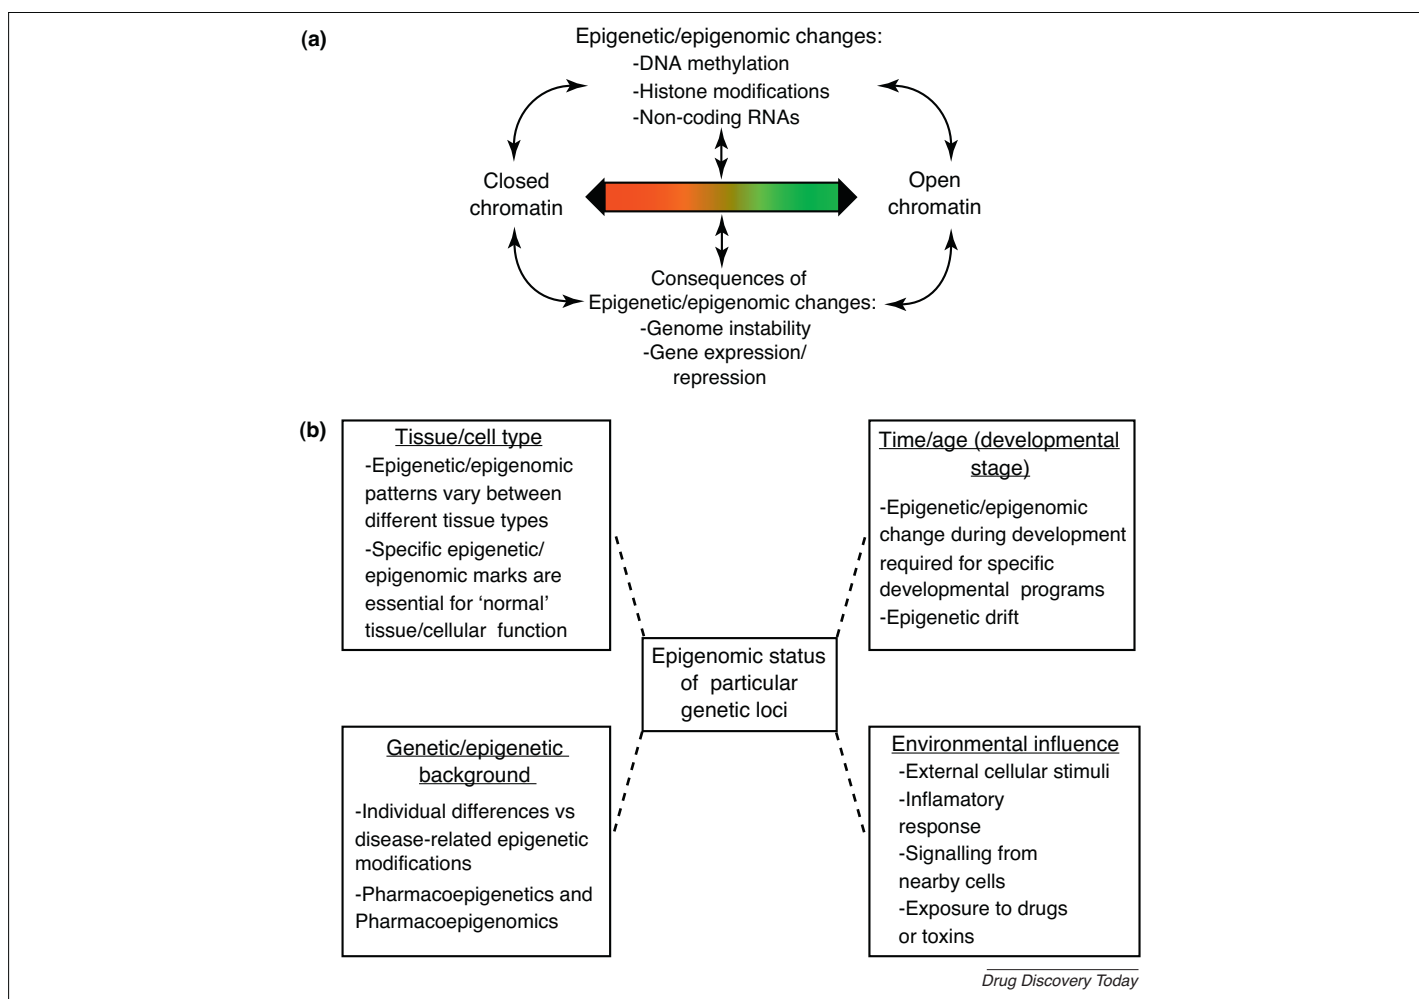 (a)
Epigenetic/epigenomic changes:
-DNA methylation
-Histone modifications
-Non-coding RNAs
Closed
chromatin
Open
chromatin
Consequences of
Epigenetic/epigenomic changes:
-Genome instability
-Gene expression/
repression
(b)
Tissue/cell type
-Epigenetic/epigenomic
patterns vary between
different tissue types
-Specific epigenetic/
epigenomic marks are
essential for ‘normal’
tissue/cellular function
Time/age (developmental
stage)
-Epigenetic/epigenomic
change during development
required for specific
developmental programs
-Epigenetic drift
Epigenomic status
of particular
genetic loci
Genetic/epigenetic
background
-Individual differences vs
disease-related epigenetic
modifications
-Pharmacoepigenetics and
Pharmacoepigenomics
Environmental influence
-External cellular stimuli
-Inflamatory
response
-Signalling from
nearby cells
-Exposure to drugs
or toxins
Drug Discovery Today